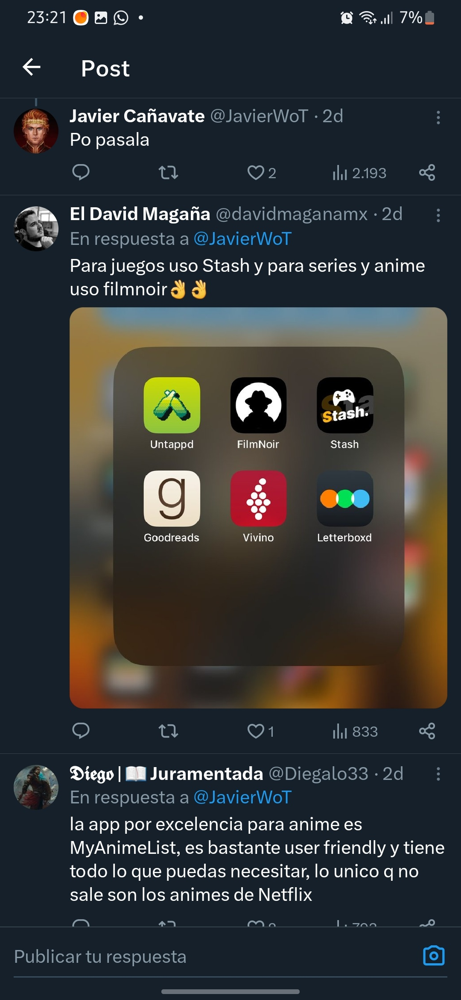 23:21
7%
Post
Javier Cañavate @JavierWoT · 2d
Po pasala
2
2.193
El David Magaña @davidmaganamx · 2d
En respuesta a @JavierWoT
Para juegos uso Stash y para series y anime
uso filmnoir👌👌
sta
stash.
Untappd
FilmNoir
Stash
g
Goodreads
Vivino
Letterboxd
1
833
𝕯𝖎𝖊𝖌𝖔 | 📖 Juramentada @Diegalo33 · 2d
En respuesta a @JavierWoT
la app por excelencia para anime es
MyAnimeList, es bastante user friendly y tiene
todo lo que puedas necesitar, lo unico q no
sale son los animes de Netflix
Publicar tu respuesta